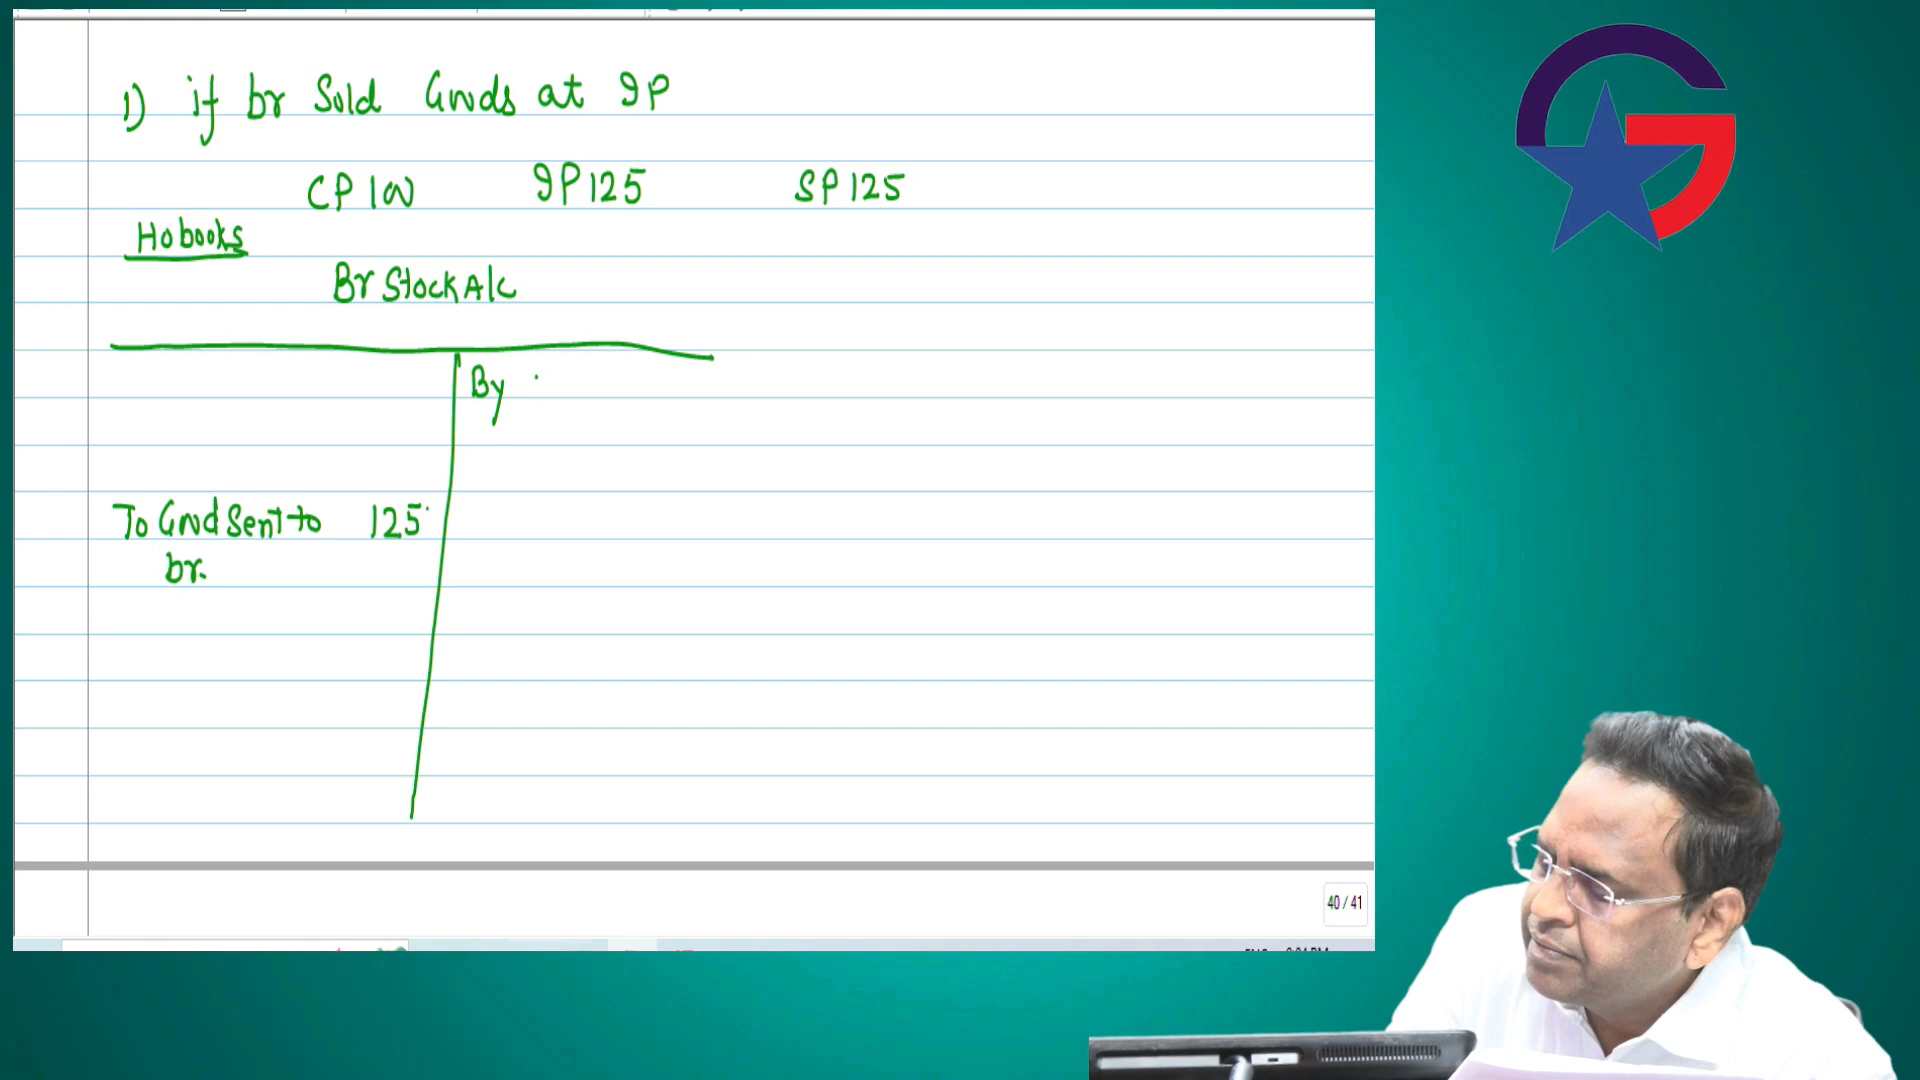 1) if br Sold Goods at IP
CP 100 IP 125 SP 125
Ho books
Br Stock A/c
By
To Good Sent to 125
br.
40 / 41